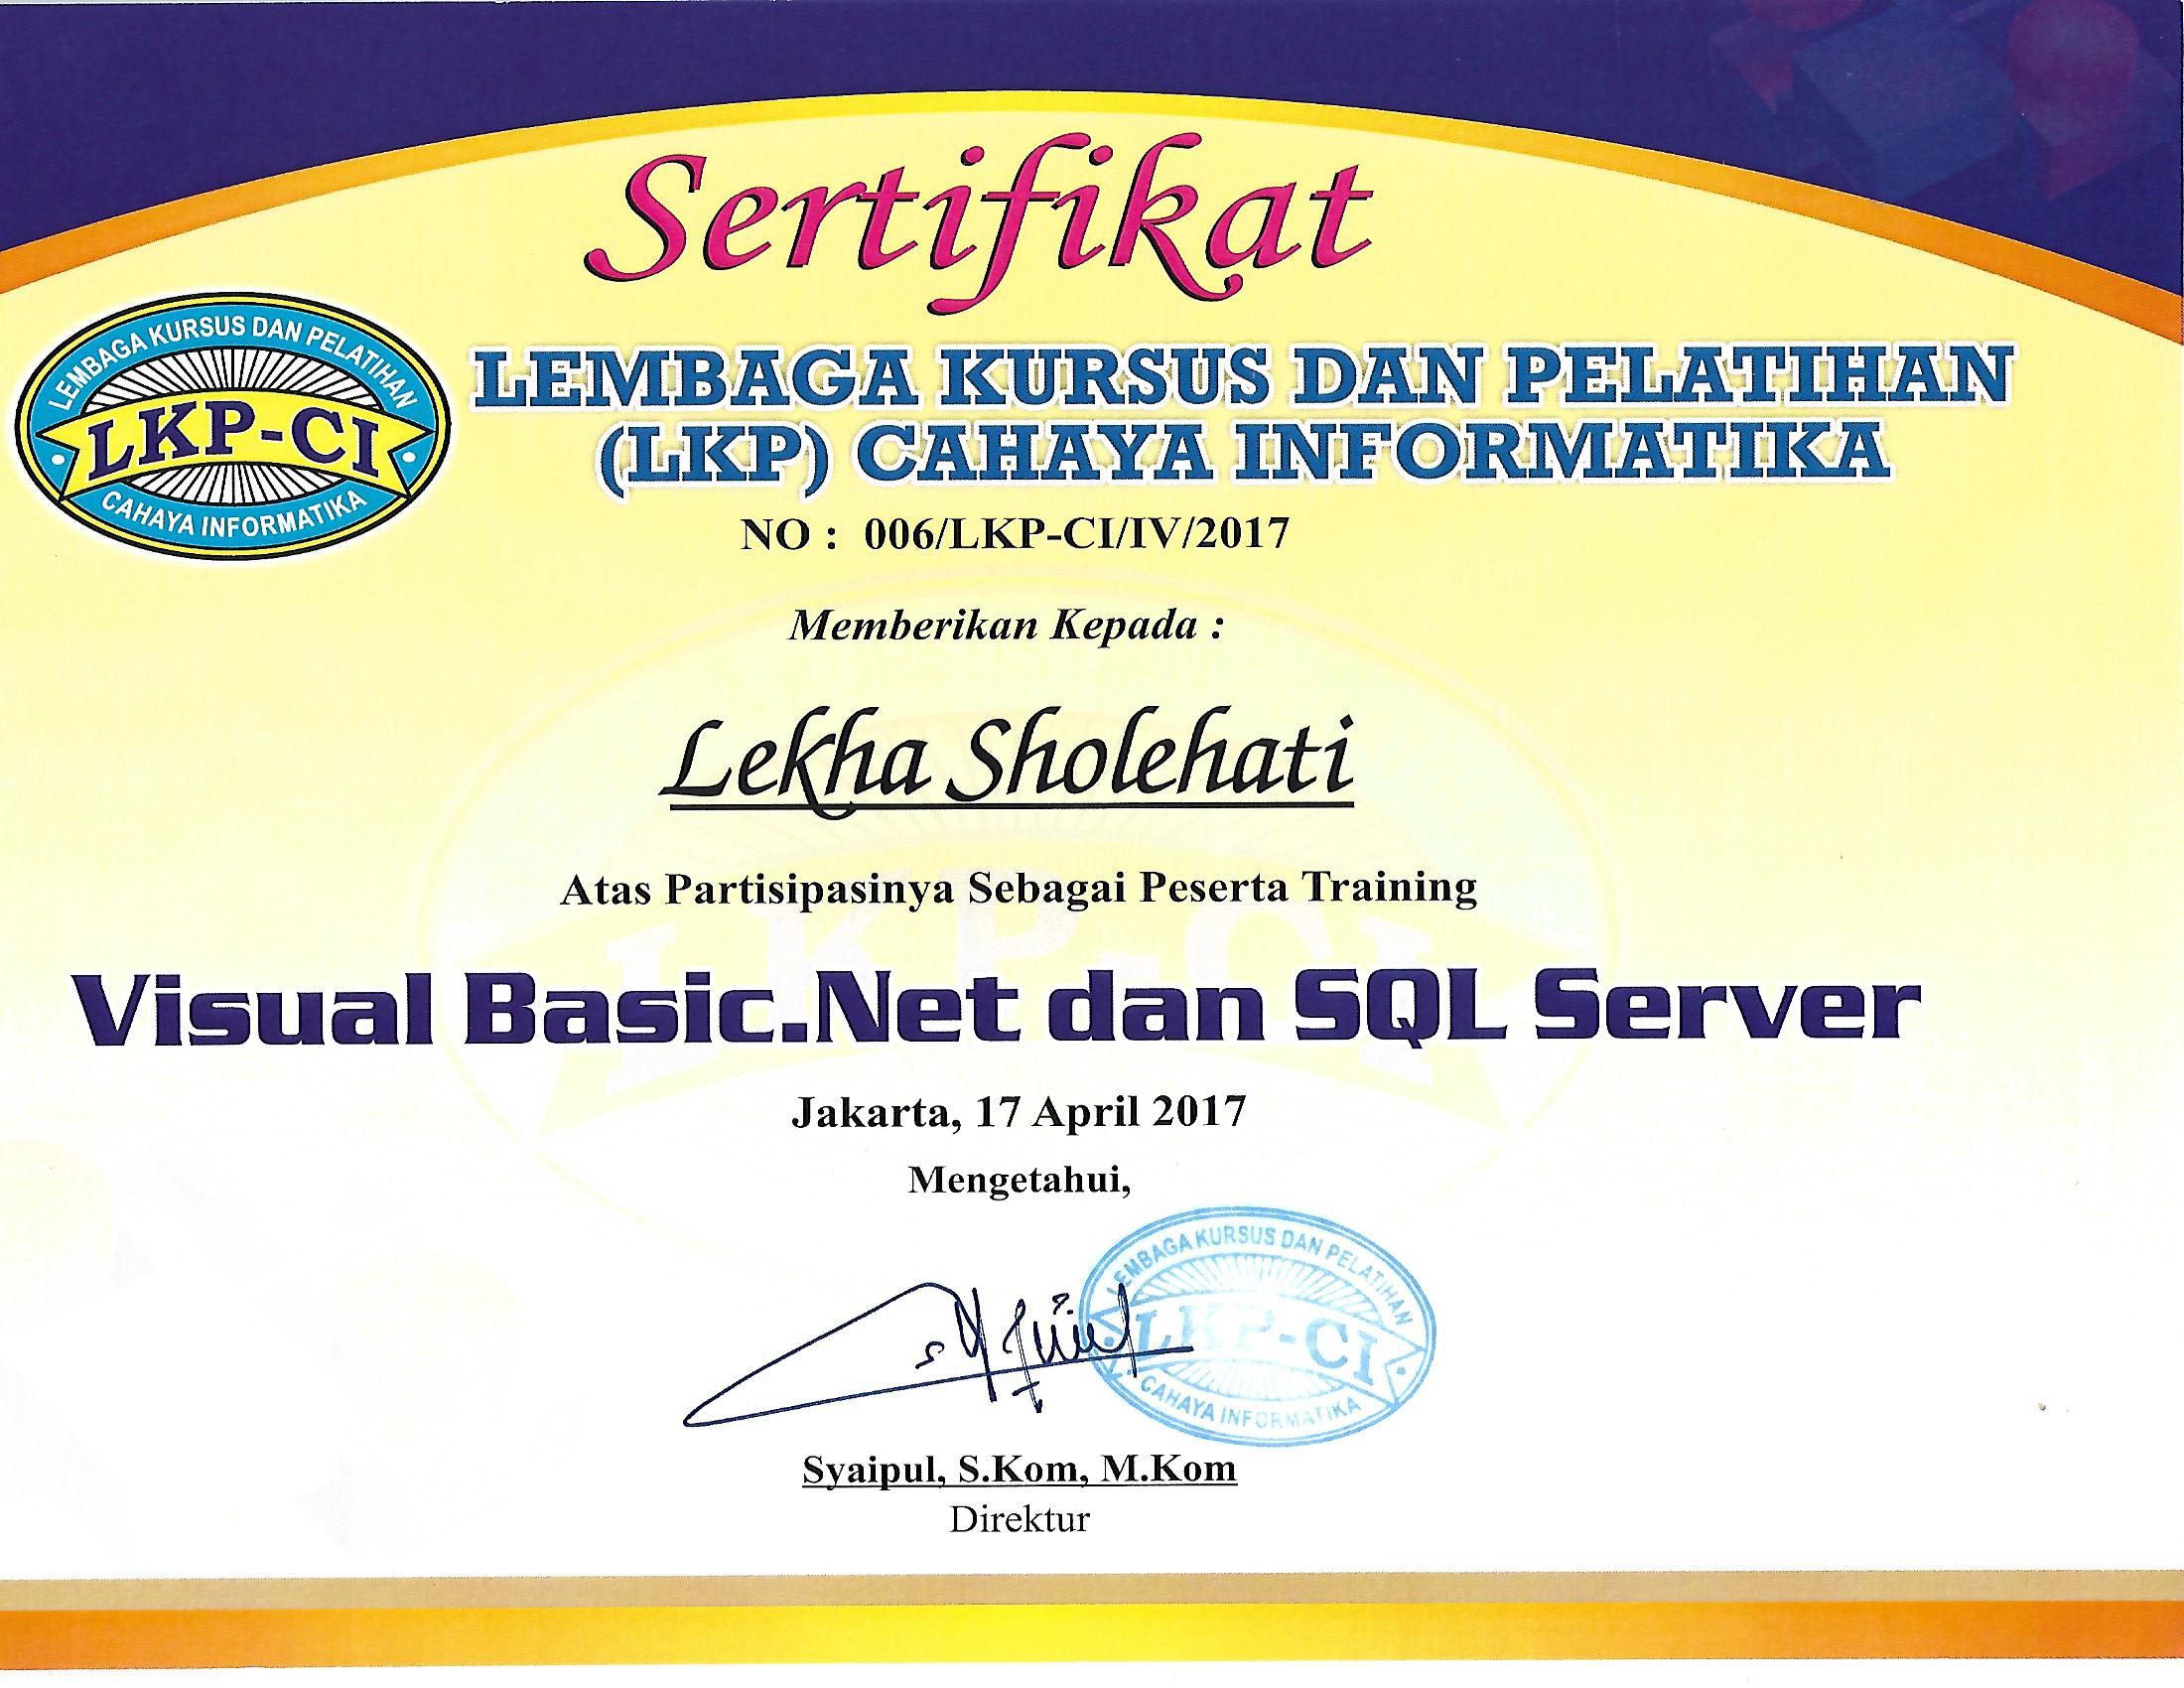 Sertifikat
LEMBAGA KURSUS DAN PELATIHAN
LKP-CI
CAHAYA INFORMATIKA
LEMBAGA KURSUS DAN PELATIHAN
(LKP) CAHAYA INFORMATIKA
NO : 006/LKP-CI/IV/2017
Memberikan Kepada :
Lekha Sholehati
Atas Partisipasinya Sebagai Peserta Training
LKP-CI
Visual Basic.Net dan SQL Server
Jakarta, 17 April 2017
Mengetahui,
LEMBAGA KURSUS DAN PELATIHAN
LKP-CI
CAHAYA INFORMATIKA
Syaipul, S.Kom, M.Kom
Direktur